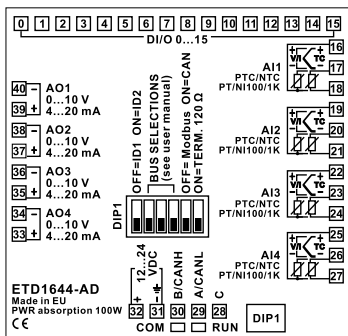 0 1 2 3 4 5 6 7 8 9 10 11 12 13 14 15
DI/O 0...15
40 – AO1
0...10 V
39 + 4...20 mA
38 – AO2
0...10 V
37 + 4...20 mA
36 – AO3
0...10 V
35 + 4...20 mA
34 – AO4
0...10 V
33 + 4...20 mA
OFF=ID1 ON=ID2
BUS SELECTIONS
(see user manual)
OFF= Modbus ON=CAN
ON=TERM. 120 Ω
DIP1
AI1
PTC/NTC
PT/NI100/1K
V/I TC
16
17
18
AI2
PTC/NTC
PT/NI100/1K
V/I TC
19
20
21
AI3
PTC/NTC
PT/NI100/1K
V/I TC
22
23
24
AI4
PTC/NTC
PT/NI100/1K
V/I TC
25
26
27
ETD1644-AD
Made in EU
PWR absorption 100W
CE
+ 12...24
– VDC
B/CANH
A/CANL
C
32 31 30 29 28
COM RUN
DIP1